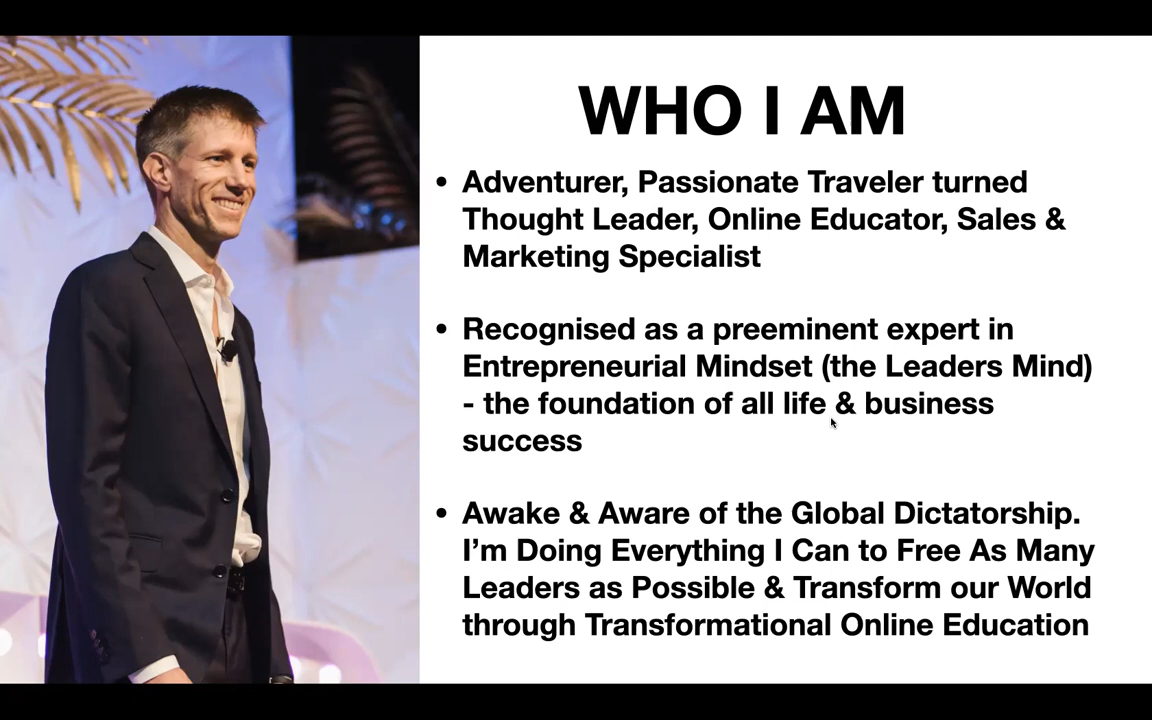 WHO I AM
• Adventurer, Passionate Traveler turned
Thought Leader, Online Educator, Sales &
Marketing Specialist
• Recognised as a preeminent expert in
Entrepreneurial Mindset (the Leaders Mind)
- the foundation of all life & business
success
• Awake & Aware of the Global Dictatorship.
I’m Doing Everything I Can to Free As Many
Leaders as Possible & Transform our World
through Transformational Online Education